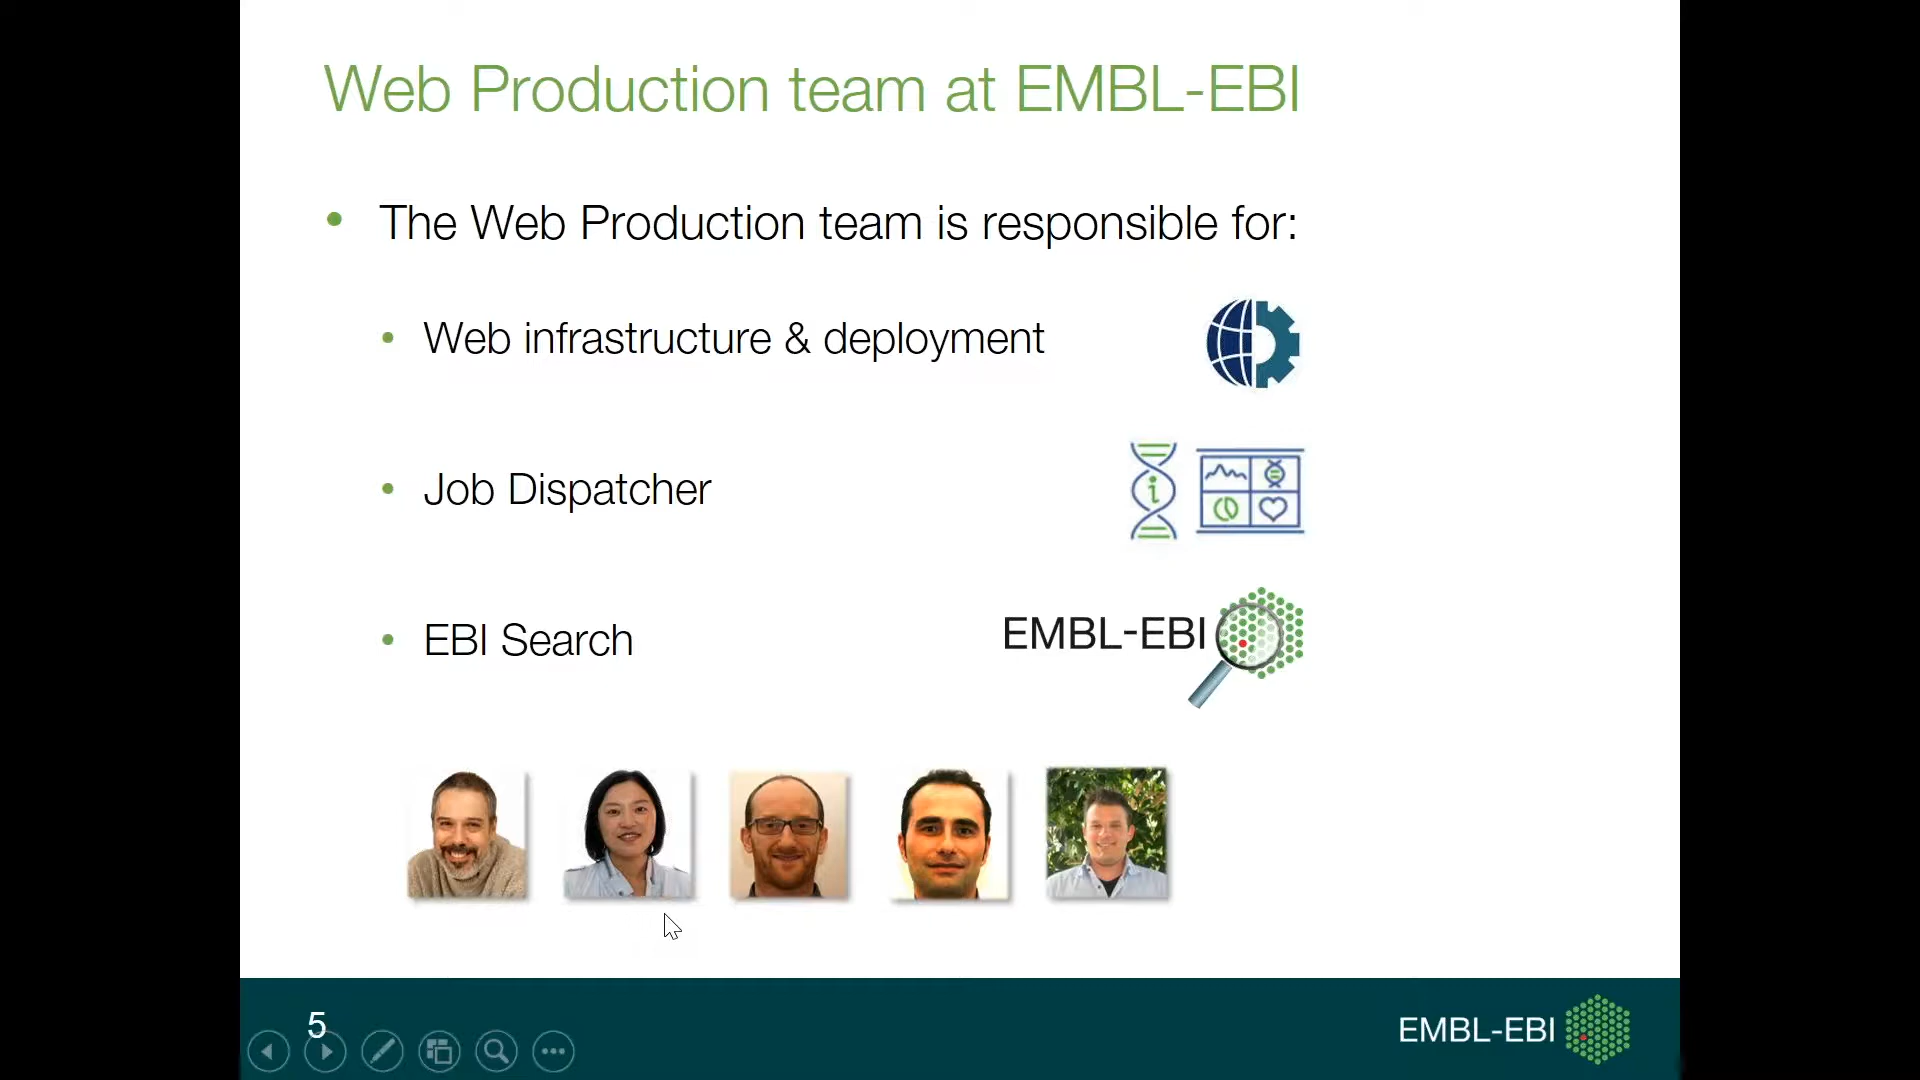 Web Production team at EMBL-EBI
• The Web Production team is responsible for:
• Web infrastructure & deployment
• Job Dispatcher
i
• EBI Search
EMBL-EBI
5
EMBL-EBI